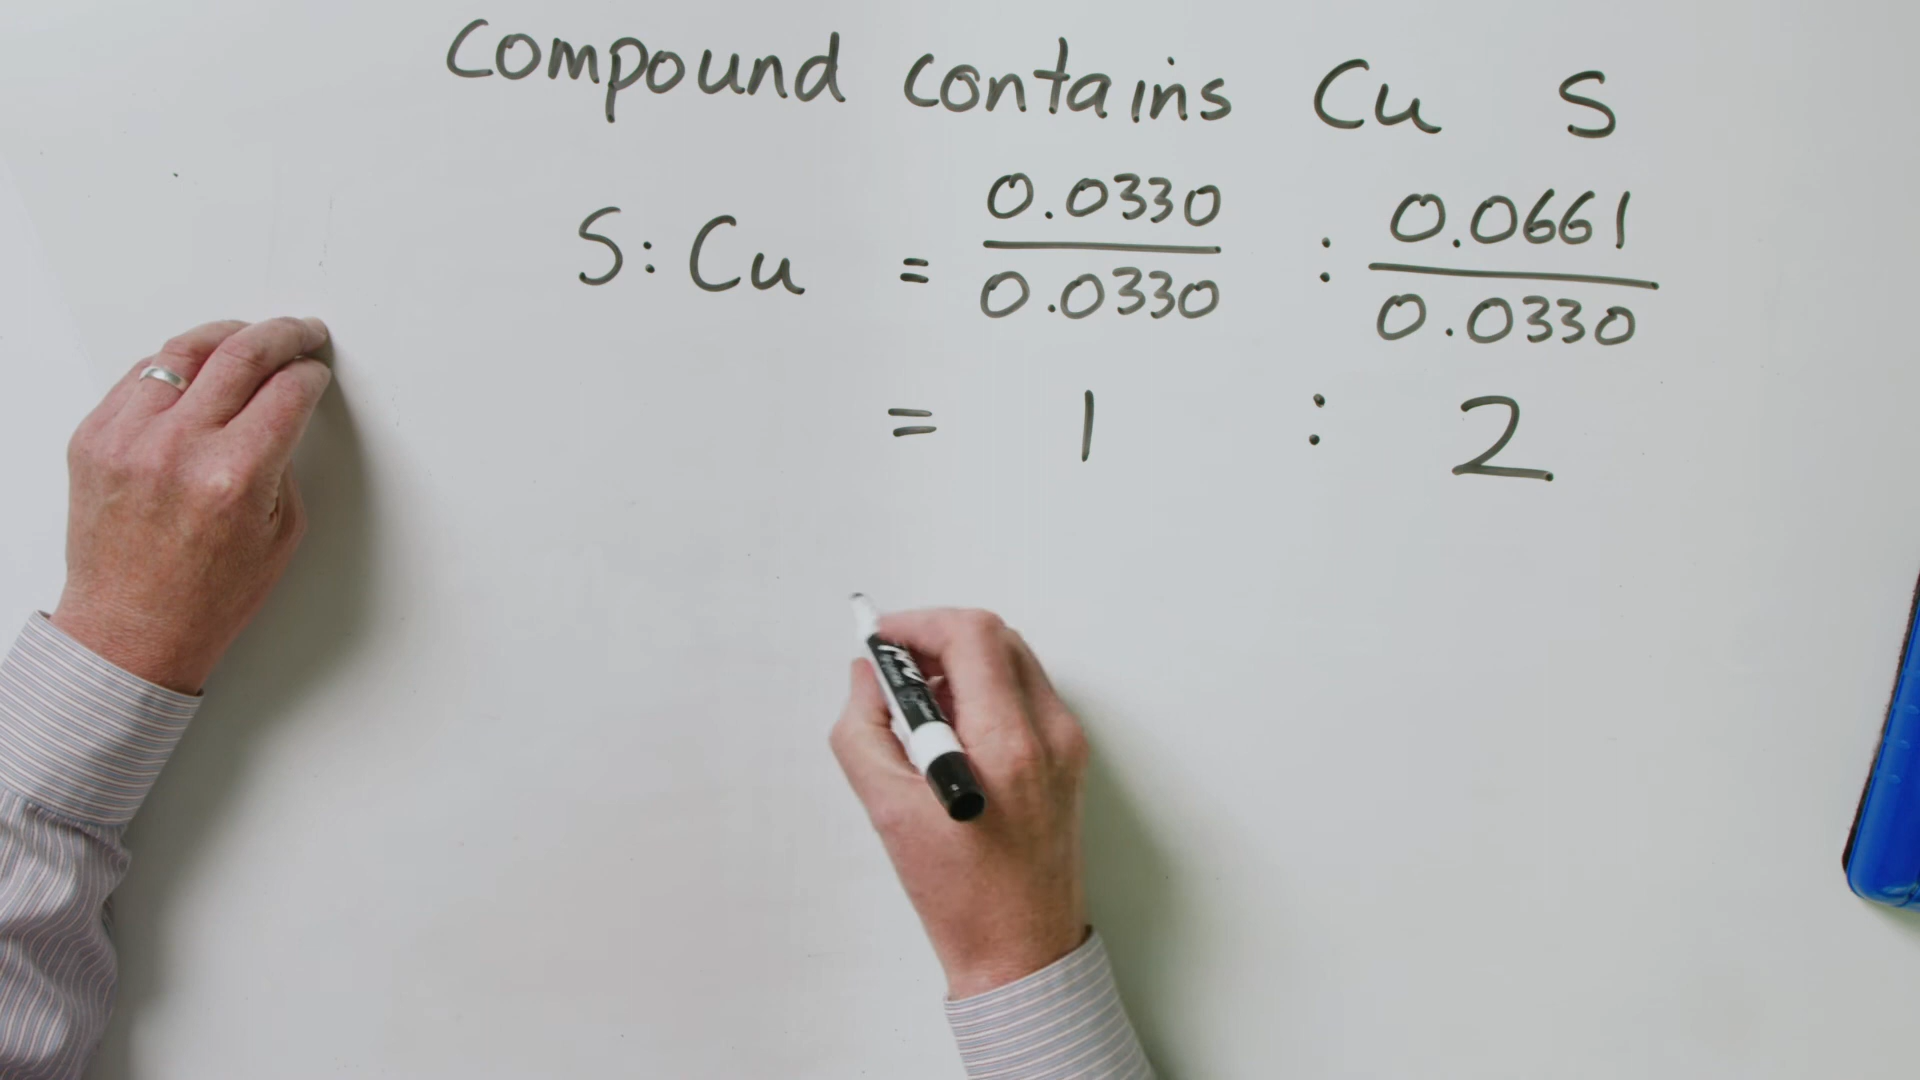 Compound contains Cu S
S : Cu = 0.0330/0.0330 : 0.0661/0.0330
= 1 : 2